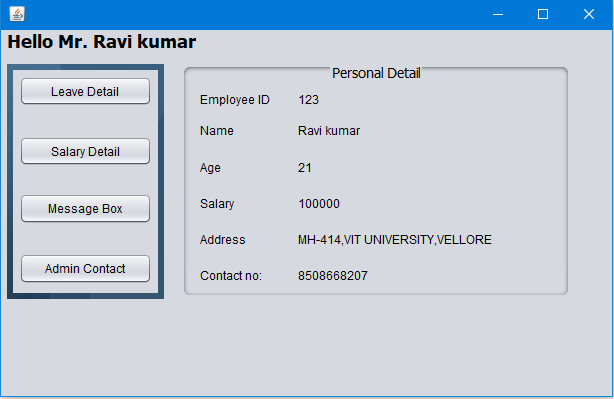 Hello Mr. Ravi kumar
Leave Detail
Salary Detail
Message Box
Admin Contact
Personal Detail
Employee ID 123
Name Ravi kumar
Age 21
Salary 100000
Address MH-414,VIT UNIVERSITY,VELLORE
Contact no: 8508668207